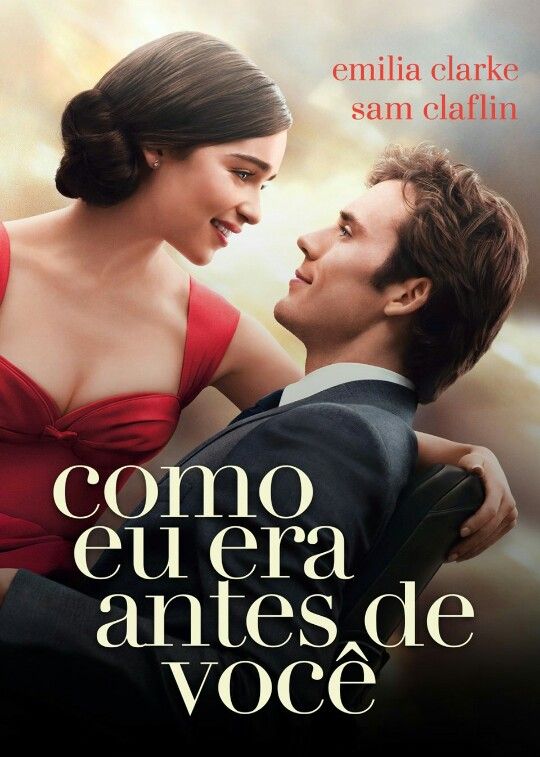 emilia clarke
sam claflin
como
eu era
antes de
você